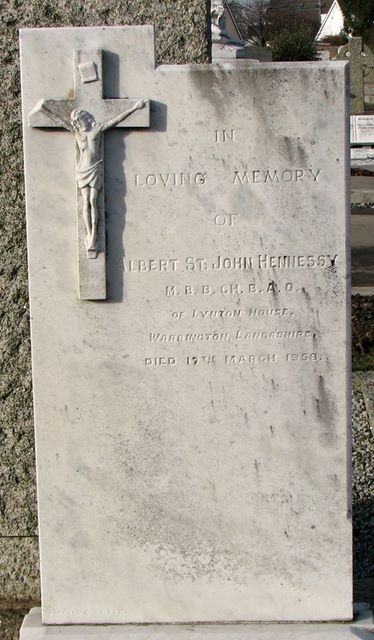 IN
LOVING MEMORY
OF
ALBERT ST. JOHN HENNESSY
M.B.B.CH.B.A.O.
OF LYNTON HOUSE.
WARRINGTON, LANCASHIRE.
DIED 17TH MARCH 1958.